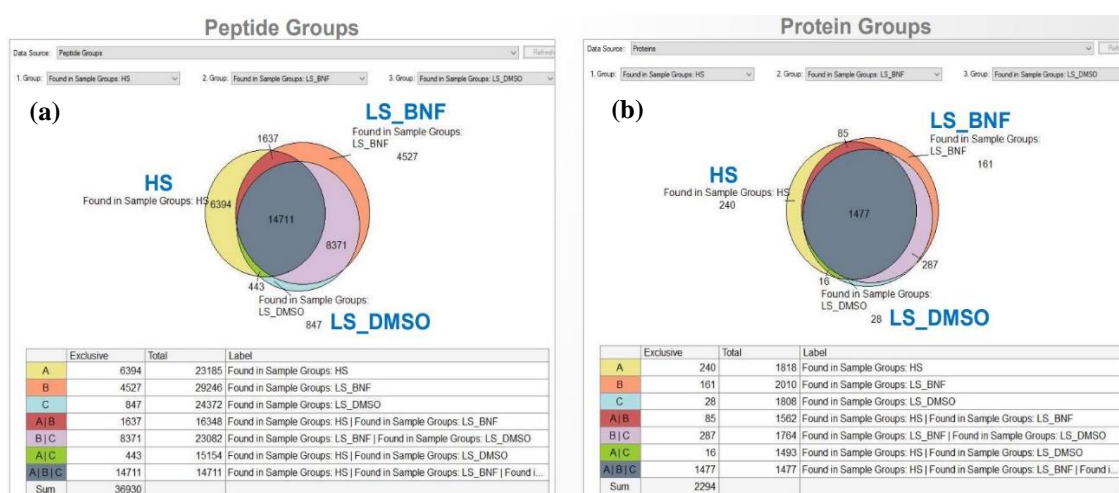 Peptide Groups
Data Source: Peptide Groups
Refresh
1. Group: Found in Sample Groups: HS
2. Group: Found in Sample Groups: LS_BNF
3. Group: Found in Sample Groups: LS_DMSO
(a)
LS_BNF
Found in Sample Groups:
LS_BNF
4527
1637
HS
Found in Sample Groups: HS
6394
14711
8371
443
Found in Sample Groups:
LS_DMSO
847
LS_DMSO
Exclusive Total Label
A 6394 23185 Found in Sample Groups: HS
B 4527 29246 Found in Sample Groups: LS_BNF
C 847 24372 Found in Sample Groups: LS_DMSO
A|B 1637 16348 Found in Sample Groups: HS | Found in Sample Groups: LS_BNF
B|C 8371 23082 Found in Sample Groups: LS_BNF | Found in Sample Groups: LS_DMSO
A|C 443 15154 Found in Sample Groups: HS | Found in Sample Groups: LS_DMSO
A|B|C 14711 14711 Found in Sample Groups: HS | Found in Sample Groups: LS_BNF | Found i...
Sum 36930
Protein Groups
Data Source: Proteins
1. Group: Found in Sample Groups: HS
2. Group: Found in Sample Groups: LS_BNF
3. Group: Found in Sample Groups: LS_DMSO
(b)
LS_BNF
Found in Sample Groups:
LS_BNF
161
85
HS
Found in Sample Groups: HS
240
1477
287
16
Found in Sample Groups:
LS_DMSO
28
LS_DMSO
Exclusive Total Label
A 240 1818 Found in Sample Groups: HS
B 161 2010 Found in Sample Groups: LS_BNF
C 28 1808 Found in Sample Groups: LS_DMSO
A|B 85 1562 Found in Sample Groups: HS | Found in Sample Groups: LS_BNF
B|C 287 1764 Found in Sample Groups: LS_BNF | Found in Sample Groups: LS_DMSO
A|C 16 1493 Found in Sample Groups: HS | Found in Sample Groups: LS_DMSO
A|B|C 1477 1477 Found in Sample Groups: HS | Found in Sample Groups: LS_BNF | Found i...
Sum 2294